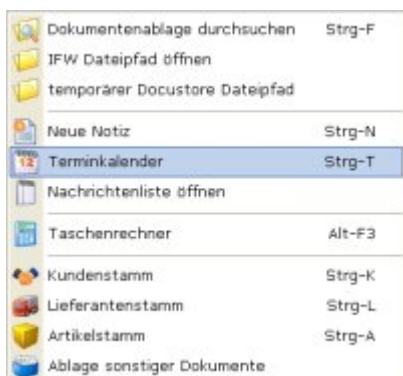 Dokumentenablage durchsuchen Strg-F
IFW Dateipfad öffnen
temporärer Docustore Dateipfad
Neue Notiz Strg-N
12 Terminkalender Strg-T
Nachrichtenliste öffnen
Taschenrechner Alt-F3
Kundenstamm Strg-K
Lieferantenstamm Strg-L
Artikelstamm Strg-A
Ablage sonstiger Dokumente